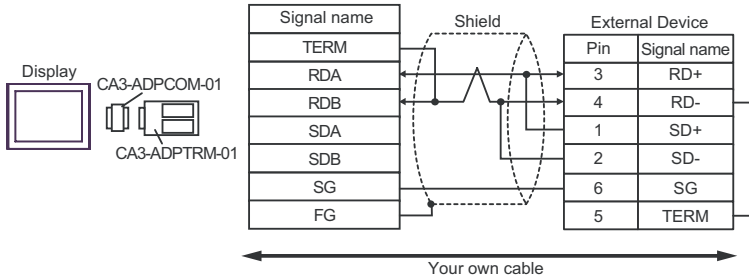 Display
CA3-ADPCOM-01
CA3-ADPTRM-01
Signal name
TERM
RDA
RDB
SDA
SDB
SG
FG
Shield
External Device
Pin Signal name
3 RD+
4 RD-
1 SD+
2 SD-
6 SG
5 TERM
Your own cable